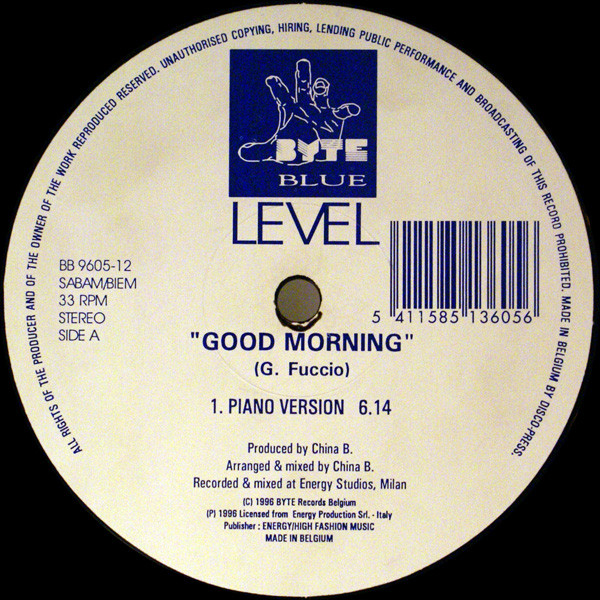 ALL RIGHTS OF THE PRODUCER AND OF THE OWNER OF THE WORK REPRODUCED RESERVED. UNAUTHORISED COPYING, HIRING, LENDING PUBLIC PERFORMANCE AND BROADCASTING OF THIS RECORD PROHIBITED. MADE IN BELGIUM BY DISCO-PRESS.
BYTE
BLUE
LEVEL
BB 9605-12
SABAM/BIEM
33 RPM
STEREO
SIDE A
5 411585 136056
"GOOD MORNING"
(G. Fuccio)
1. PIANO VERSION 6.14
Produced by China B.
Arranged & mixed by China B.
Recorded & mixed at Energy Studios, Milan
(C) 1996 BYTE Records Belgium
(P) 1996 Licensed from Energy Production Srl. - Italy
Publisher : ENERGY/HIGH FASHION MUSIC
MADE IN BELGIUM